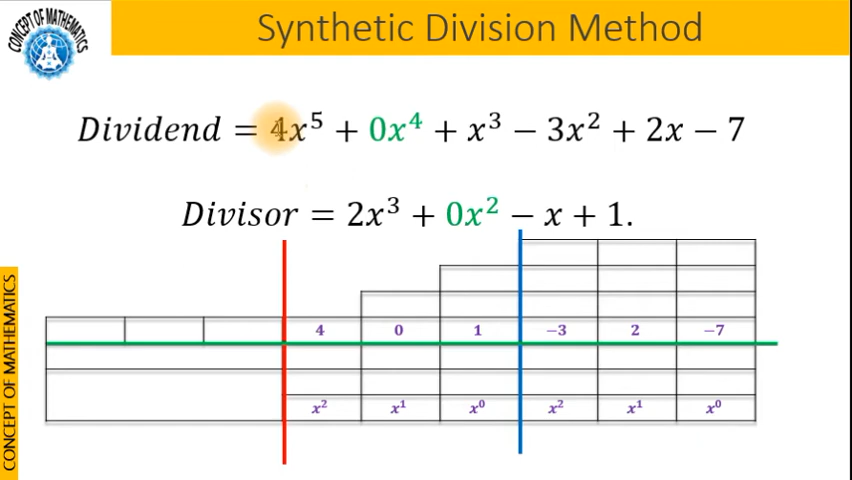 CONCEPT OF MATHEMATICS
Synthetic Division Method
Dividend = 4x⁵ + 0x⁴ + x³ − 3x² + 2x − 7
Divisor = 2x³ + 0x² − x + 1.
4 0 1 −3 2 −7
x² x¹ x⁰ x² x¹ x⁰
CONCEPT OF MATHEMATICS